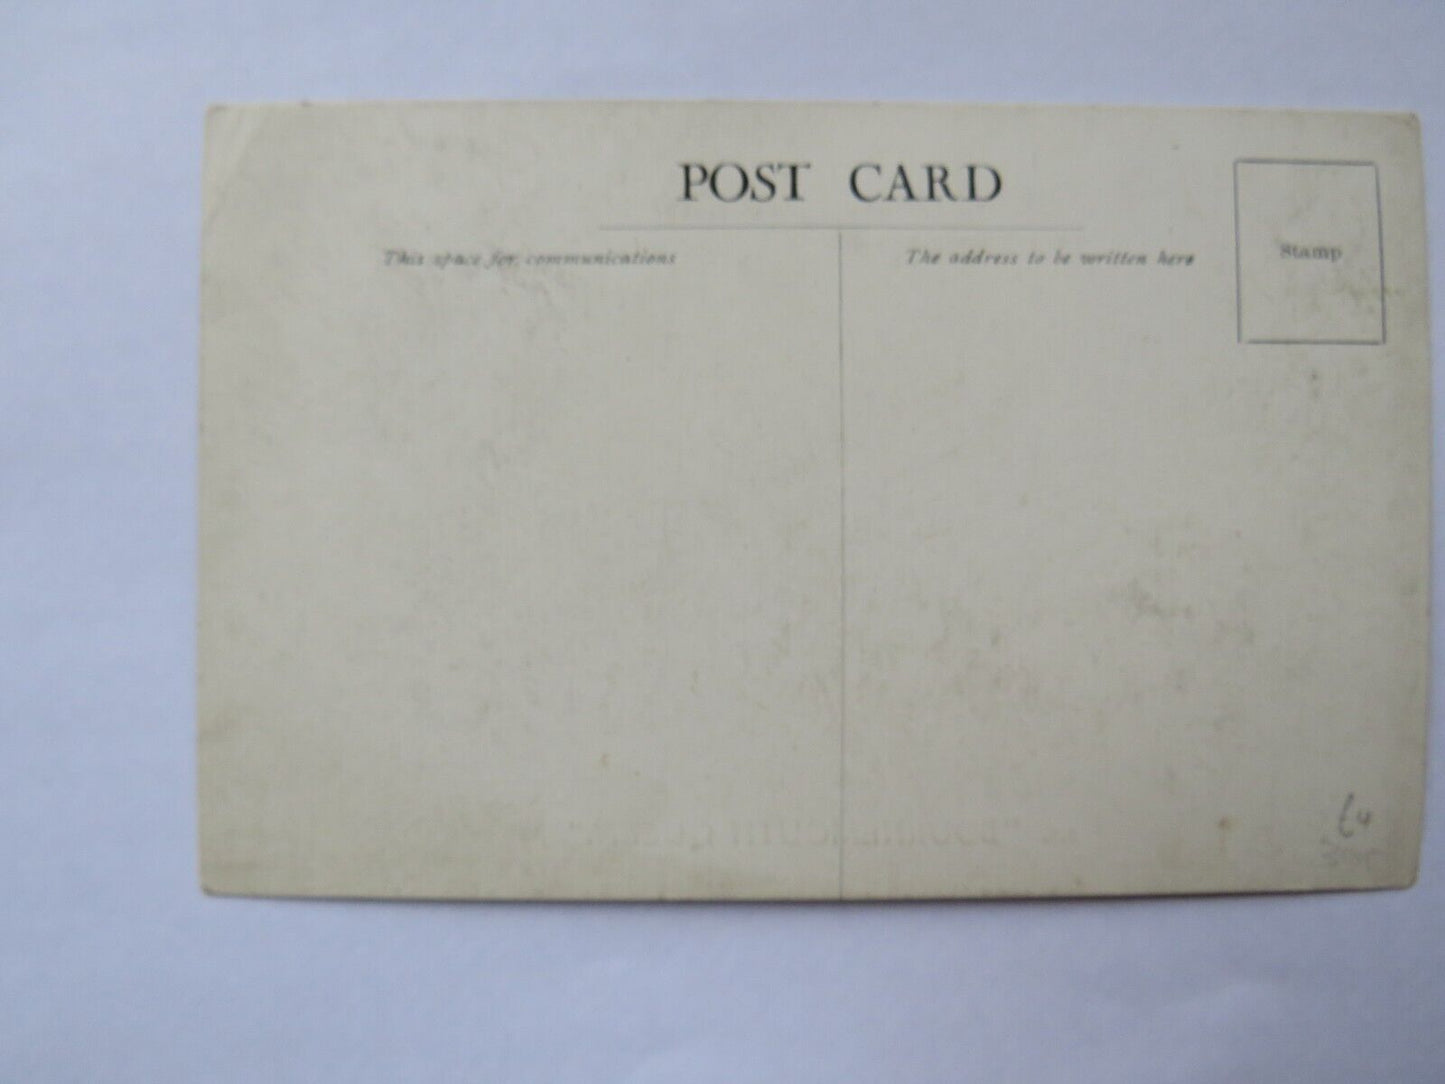 POST CARD
This space for communications
The address to be written here
Stamp